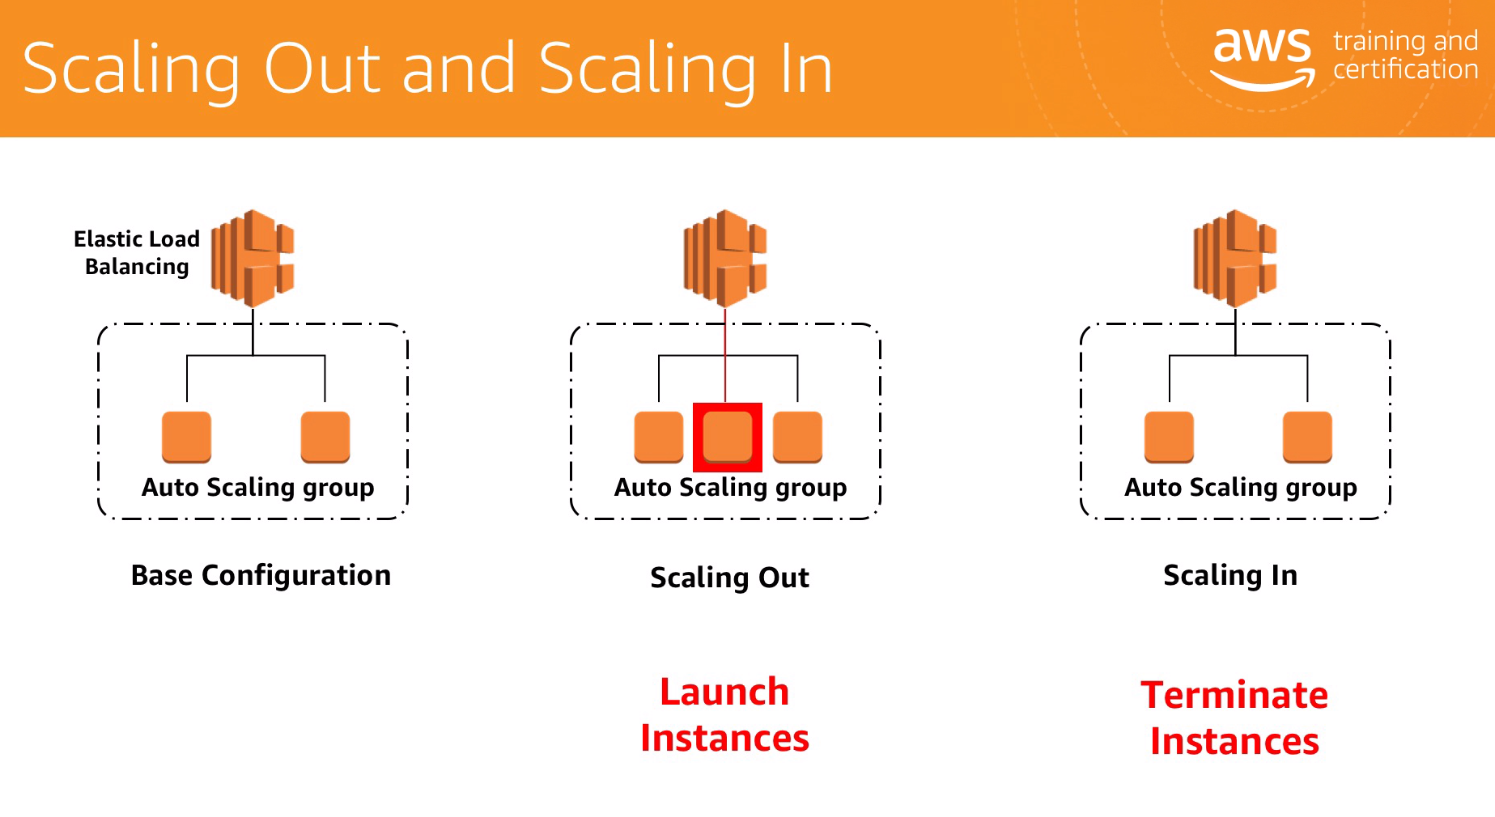 Scaling Out and Scaling In
aws
training and
certification
Elastic Load
Balancing
Auto Scaling group
Auto Scaling group
Auto Scaling group
Base Configuration
Scaling Out
Scaling In
Launch
Instances
Terminate
Instances